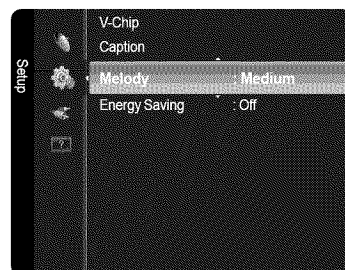 Setup
V-Chip
Caption
Melody : Medium
Energy Saving : Off
?